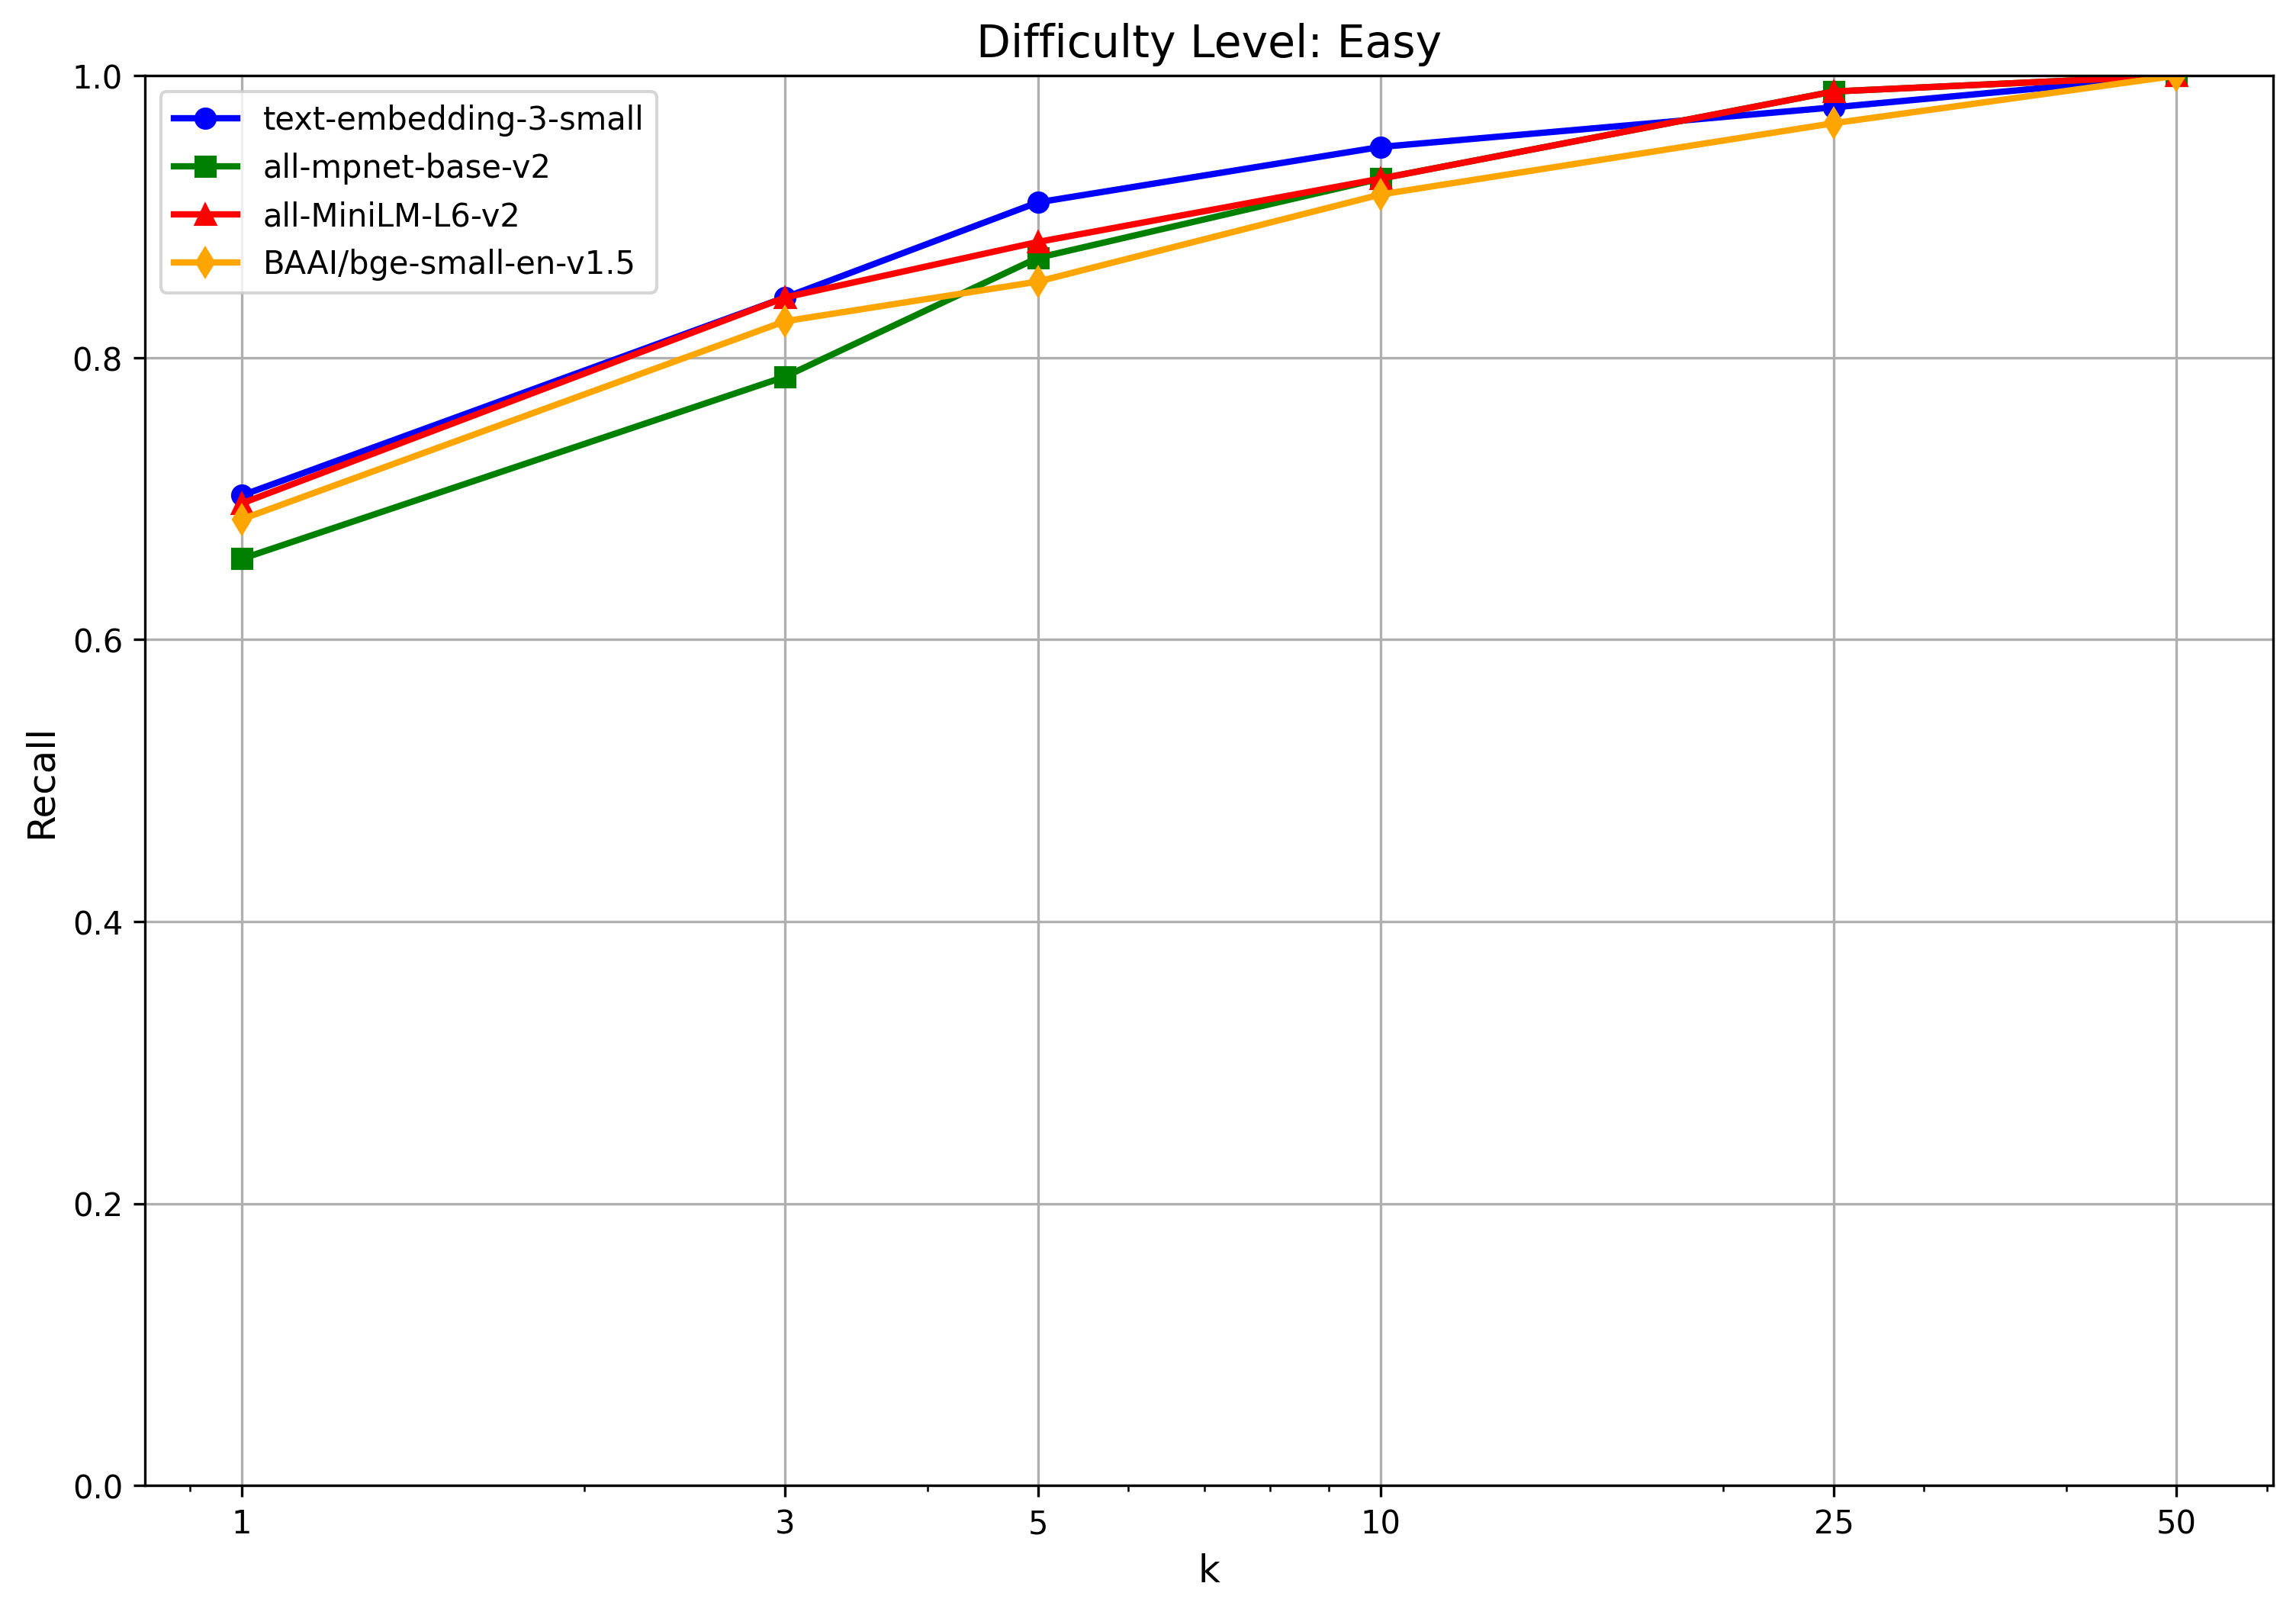 Difficulty Level: Easy
1.0
0.8
0.6
0.4
0.2
0.0
Recall
text-embedding-3-small
all-mpnet-base-v2
all-MiniLM-L6-v2
BAAI/bge-small-en-v1.5
1 3 5 10 25 50
k